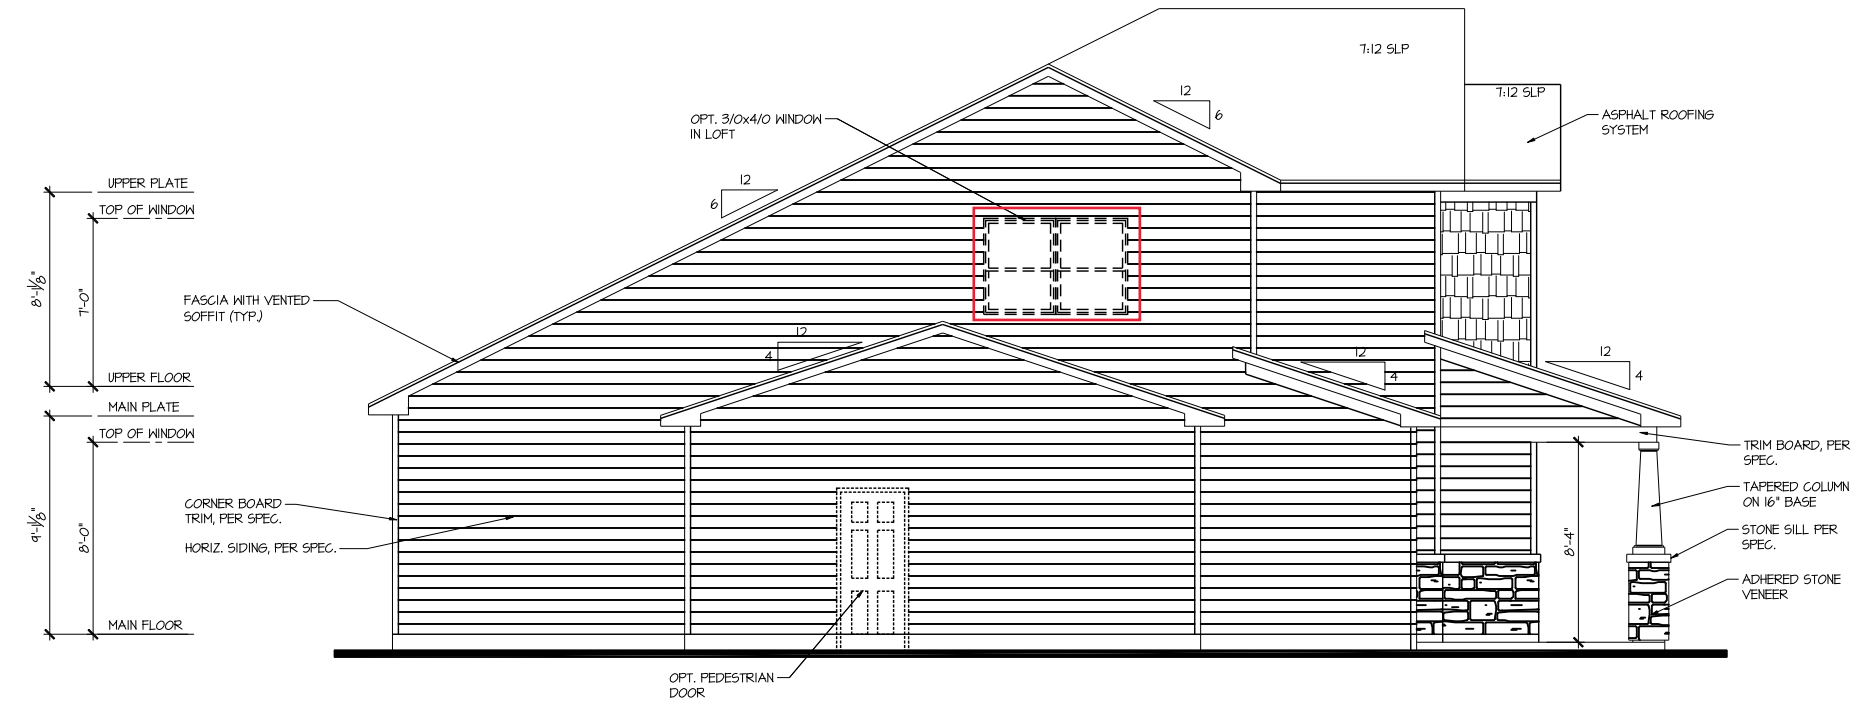 7:12 SLP
7:12 SLP
12
6
ASPHALT ROOFING
SYSTEM
OPT. 3/0x4/0 WINDOW
IN LOFT
12
6
UPPER PLATE
TOP OF WINDOW
8'-1 1/8"
7'-0"
FASCIA WITH VENTED
SOFFIT (TYP.)
12
4
12
4
12
4
UPPER FLOOR
MAIN PLATE
TOP OF WINDOW
TRIM BOARD, PER
SPEC.
TAPERED COLUMN
ON 16" BASE
CORNER BOARD
TRIM, PER SPEC.
9'-1 1/8"
8'-0"
8'-4"
STONE SILL PER
SPEC.
HORIZ. SIDING, PER SPEC.
ADHERED STONE
VENEER
MAIN FLOOR
OPT. PEDESTRIAN
DOOR